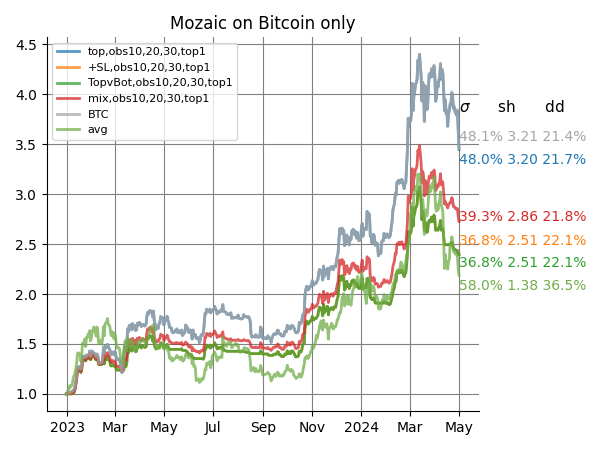 Mozaic on Bitcoin only
top,obs10,20,30,top1
+SL,obs10,20,30,top1
TopvBot,obs10,20,30,top1
mix,obs10,20,30,top1
BTC
avg
4.5
4.0
3.5
3.0
2.5
2.0
1.5
1.0
σ sh dd
48.1% 3.21 21.4%
48.0% 3.20 21.7%
39.3% 2.86 21.8%
36.8% 2.51 22.1%
36.8% 2.51 22.1%
58.0% 1.38 36.5%
2023 Mar May Jul Sep Nov 2024 Mar May